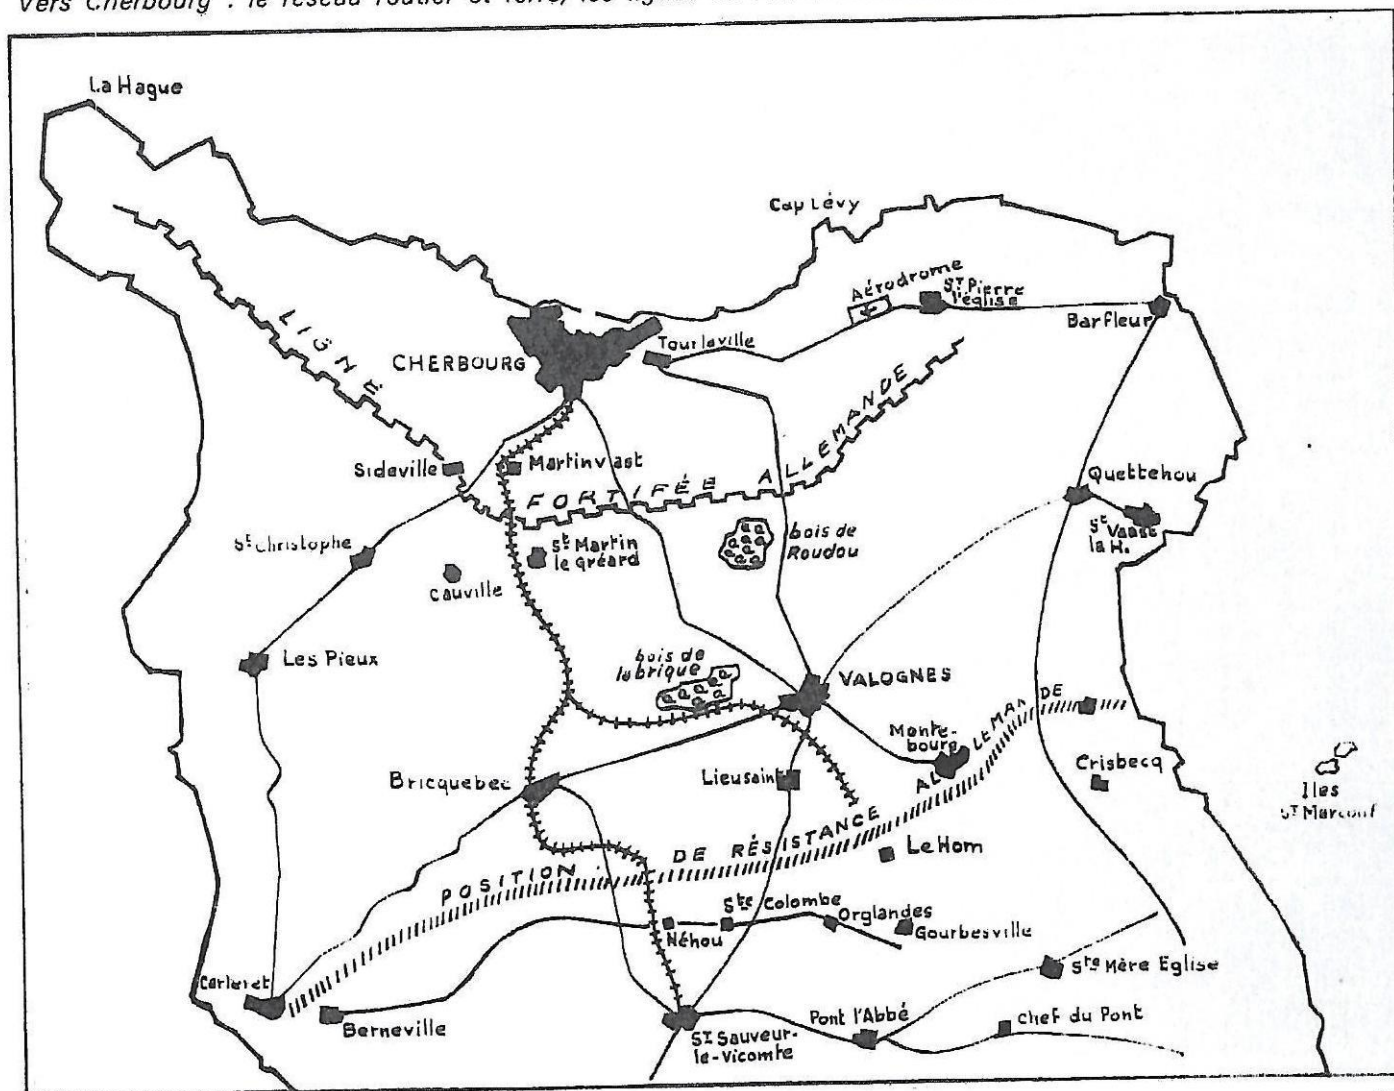 Vers Cherbourg : le réseau routier et ferré, les lignes
La Hague
Cap Lévy
Aérodrome
St Pierre
l'église
Barfleur
LIGNE
CHERBOURG
Tourlaville
Sideville
Martinvast
FORTIFÉE ALLEMANDE
Quettehou
St Vaast
la H.
bois de
Roudou
St Christophe
St Martin
le gréard
Cauville
Les Pieux
bois de
la brique
VALOGNES
Monte-
bourg
Crisbecq
Iles
St Marcouf
Bricquebec
Lieusaint
POSITION DE RÉSISTANCE ALLEMANDE
Le Hom
Ste Colombe
Orglandes
Néhou
Gourbesville
Ste Mère Eglise
Carteret
Berneville
Pont l'Abbé
Chef du Pont
St Sauveur-
le-Vicomte